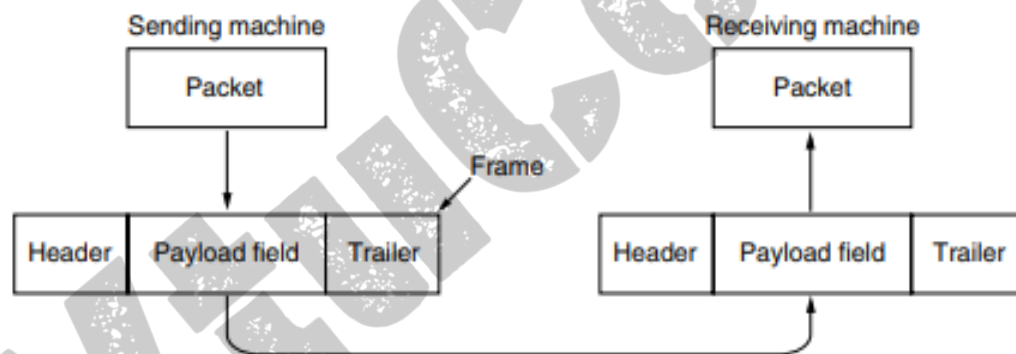 Sending machine
Receiving machine
Packet
Packet
Frame
Header Payload field Trailer
Header Payload field Trailer